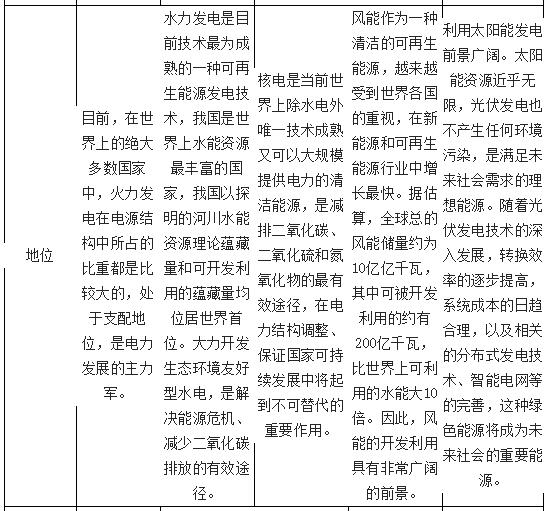 地位
目前，在世
界上的绝大
多数国家
中，火力发
电在电源结
构中所占的
比重都是比
较大的，处
于支配地
位，是电力
发展的主力
军。
水力发电是目
前技术最为成
熟的一种可再
生能源发电技
术，我国是世
界上水能资源
最丰富的国
家，我国以探
明的河川水能
资源理论蕴藏
量和可开发利
用的蕴藏量均
位居世界首
位。大力开发
生态环境友好
型水电，是解
决能源危机、
减少二氧化碳
排放的有效途
径。
核电是当前世
界上除水电外
唯一技术成熟
又可以大规模
提供电力的清
洁能源，是减
排二氧化碳、
二氧化硫和氮
氧化物的最有
效途径，在电
力结构调整、
保证国家可持
续发展中将起
到不可替代的
重要作用。
风能作为一种
清洁的可再生
能源，越来越
受到世界各国
的重视，在新
能源和可再生
能源行业中增
长最快。据估
算，全球总的
风能储量约为
10亿亿千瓦，
其中可被开发
利用的约有
200亿千瓦，
比世界上可利
用的水能大10
倍。因此，风
能的开发利用
具有非常广阔
的前景。
利用太阳能发电
前景广阔。太阳
能资源近乎无
限，光伏发电也
不产生任何环境
污染，是满足未
来社会需求的理
想能源。随着光
伏发电技术的深
入发展，转换效
率的逐步提高，
系统成本的日趋
合理，以及相关
的分布式发电技
术、智能电网等
的完善，这种绿
色能源将成为未
来社会的重要能
源。